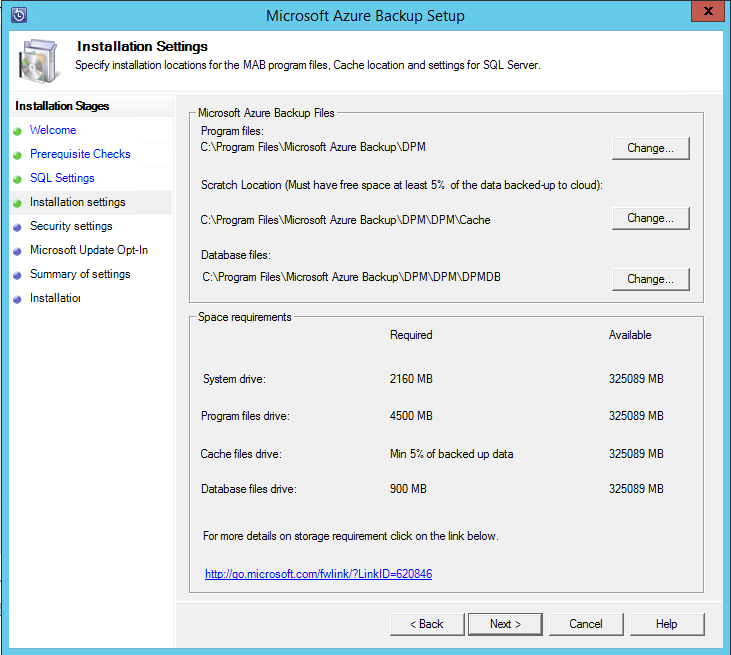 Microsoft Azure Backup Setup
x
Installation Settings
Specify installation locations for the MAB program files, Cache location and settings for SQL Server.
Installation Stages
Welcome
Prerequisite Checks
SQL Settings
Installation settings
Security settings
Microsoft Update Opt-In
Summary of settings
Installation
Microsoft Azure Backup Files
Program files:
C:\Program Files\Microsoft Azure Backup\DPM
Change...
Scratch Location (Must have free space at least 5% of the data backed-up to cloud):
C:\Program Files\Microsoft Azure Backup\DPM\DPM\Cache
Change...
Database files:
C:\Program Files\Microsoft Azure Backup\DPM\DPM\DPMDB
Change...
Space requirements
Required Available
System drive: 2160 MB 325089 MB
Program files drive: 4500 MB 325089 MB
Cache files drive: Min 5% of backed up data 325089 MB
Database files drive: 900 MB 325089 MB
For more details on storage requirement click on the link below.
http://go.microsoft.com/fwlink/?LinkID=620846
< Back Next > Cancel Help